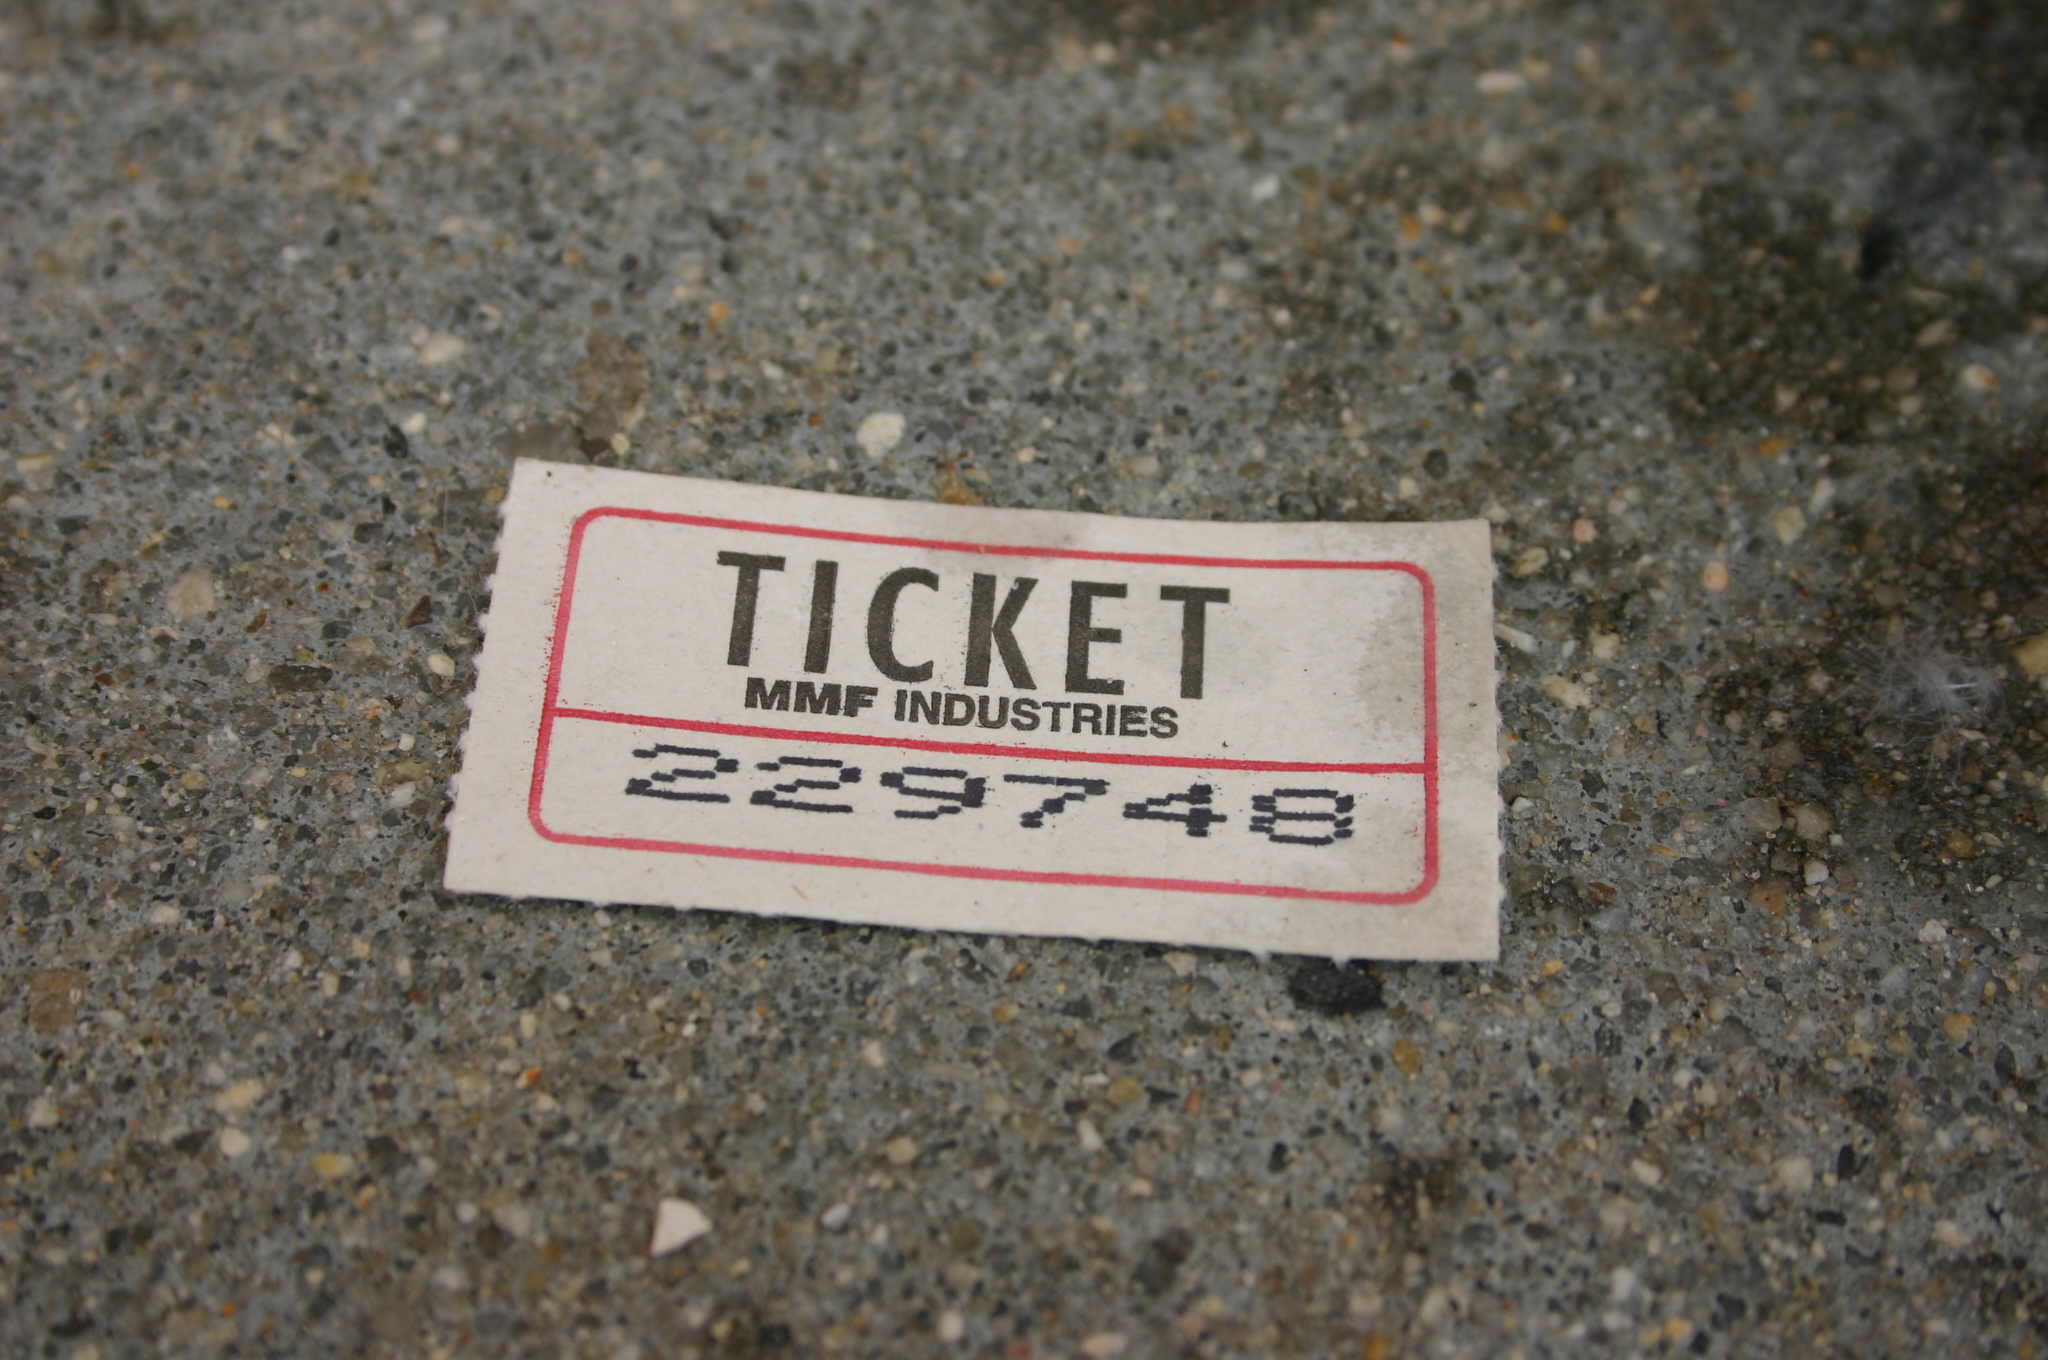 TICKET
MMF INDUSTRIES
229748